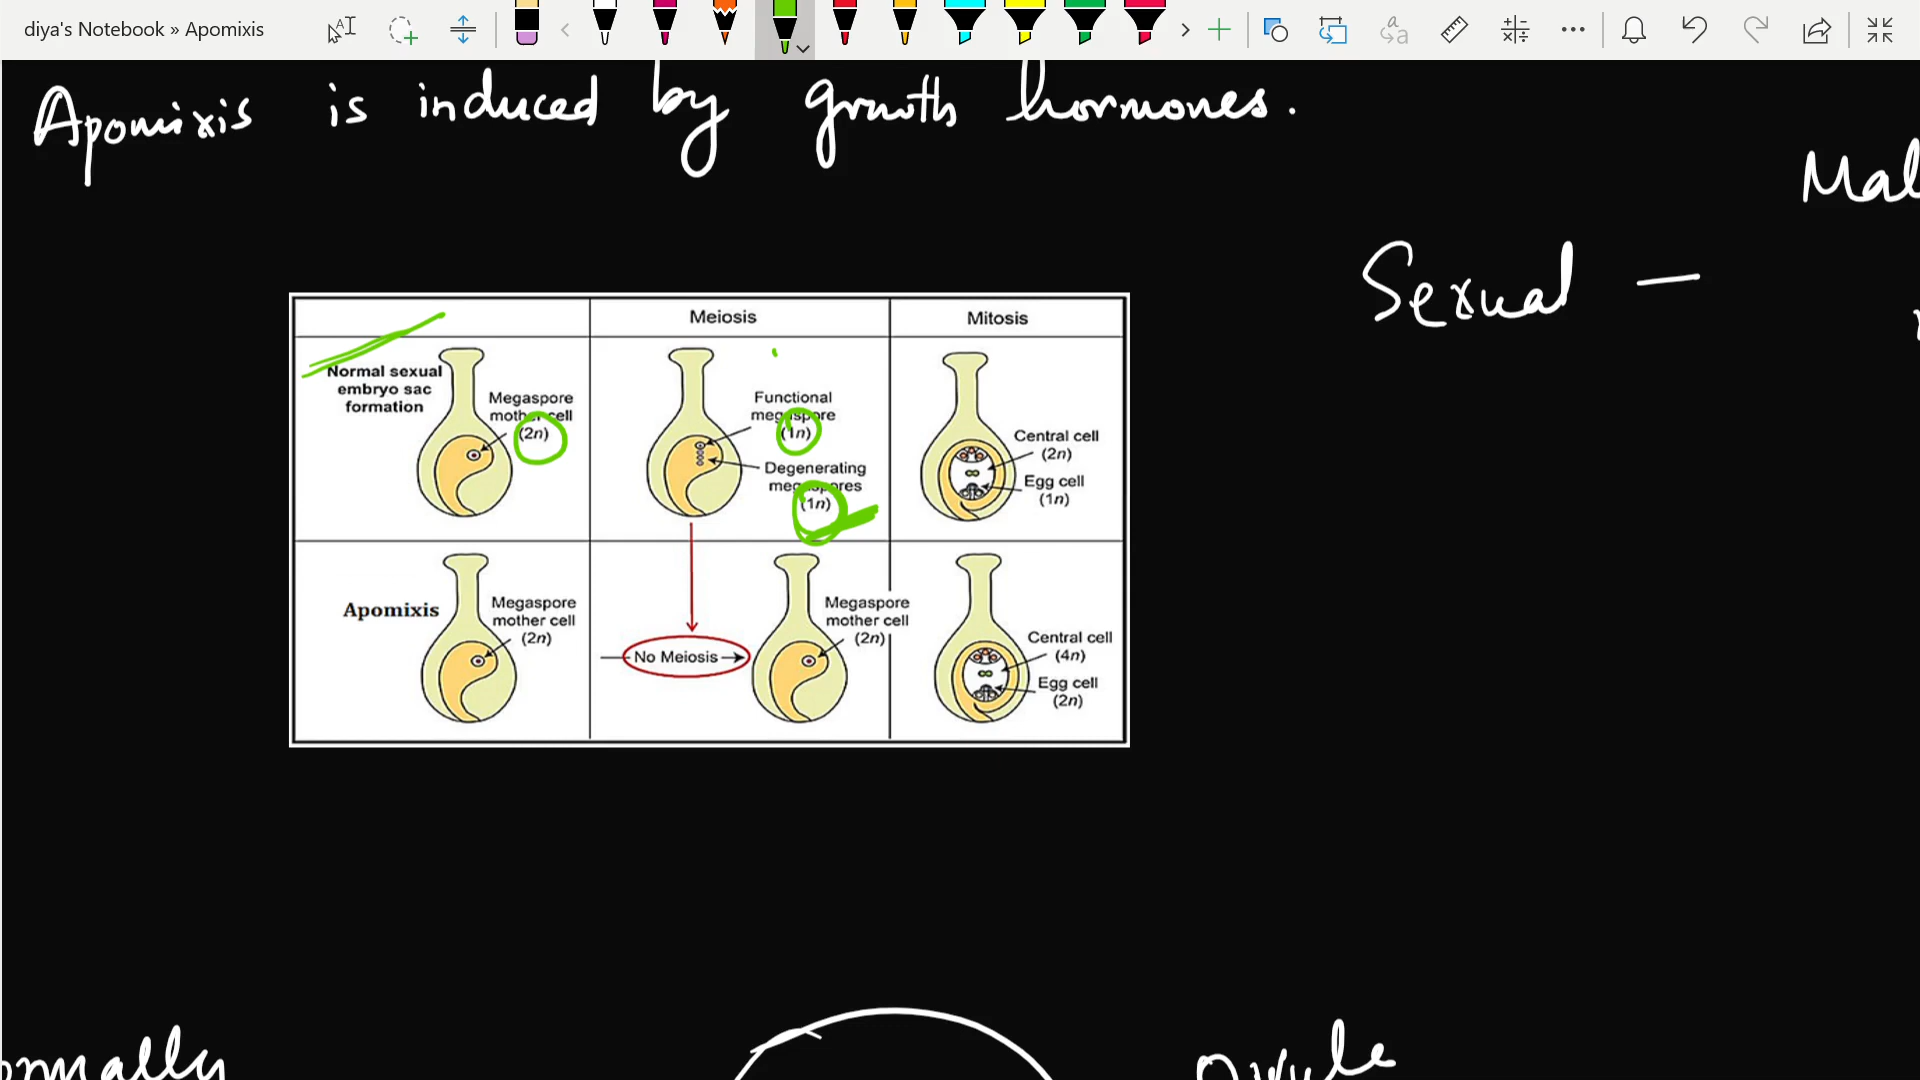 diya's Notebook » Apomixis
Apomixis is induced by growth hormones.
Mal
Sexual —
Meiosis
Mitosis
Normal sexual
embryo sac
formation
Megaspore
mother cell
(2n)
Functional
megaspore
(1n)
Degenerating
megaspores
(1n)
Central cell
(2n)
Egg cell
(1n)
Apomixis
Megaspore
mother cell
(2n)
No Meiosis
Megaspore
mother cell
(2n)
Central cell
(4n)
Egg cell
(2n)
ormally
Ovule